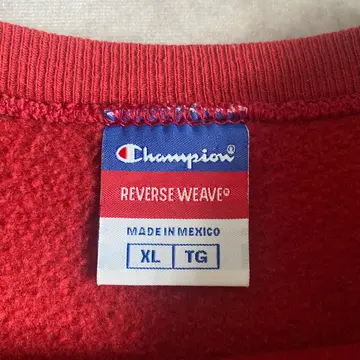 Champion®
REVERSE WEAVE®
MADE IN MEXICO
XL TG